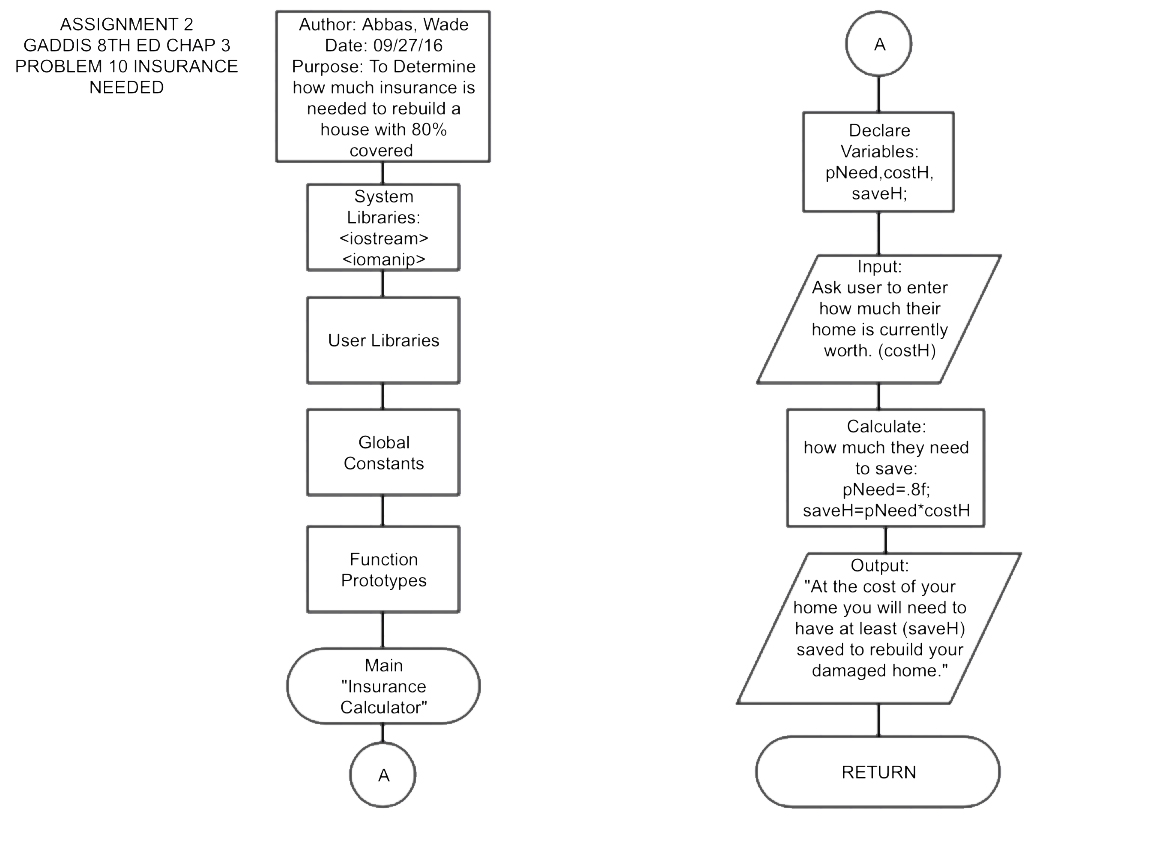 ASSIGNMENT 2
GADDIS 8TH ED CHAP 3
PROBLEM 10 INSURANCE
NEEDED
Author: Abbas, Wade
Date: 09/27/16
Purpose: To Determine
how much insurance is
needed to rebuild a
house with 80%
covered
System
Libraries:
<iostream>
<iomanip>
User Libraries
Global
Constants
Function
Prototypes
Main
"Insurance
Calculator"
A
A
Declare
Variables:
pNeed,costH,
saveH;
Input:
Ask user to enter
how much their
home is currently
worth. (costH)
Calculate:
how much they need
to save:
pNeed=.8f;
saveH=pNeed*costH
Output:
"At the cost of your
home you will need to
have at least (saveH)
saved to rebuild your
damaged home."
RETURN